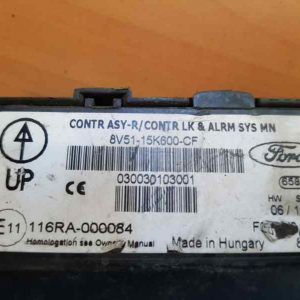 CONTR ASY-R/CONTR LK & ALRM SYS MN
8V51-15K600-CF
Ford
UP
CE
030030103001
HW
06 /
E11 116RA-000084
Homologation see Owners Manual
Made in Hungary